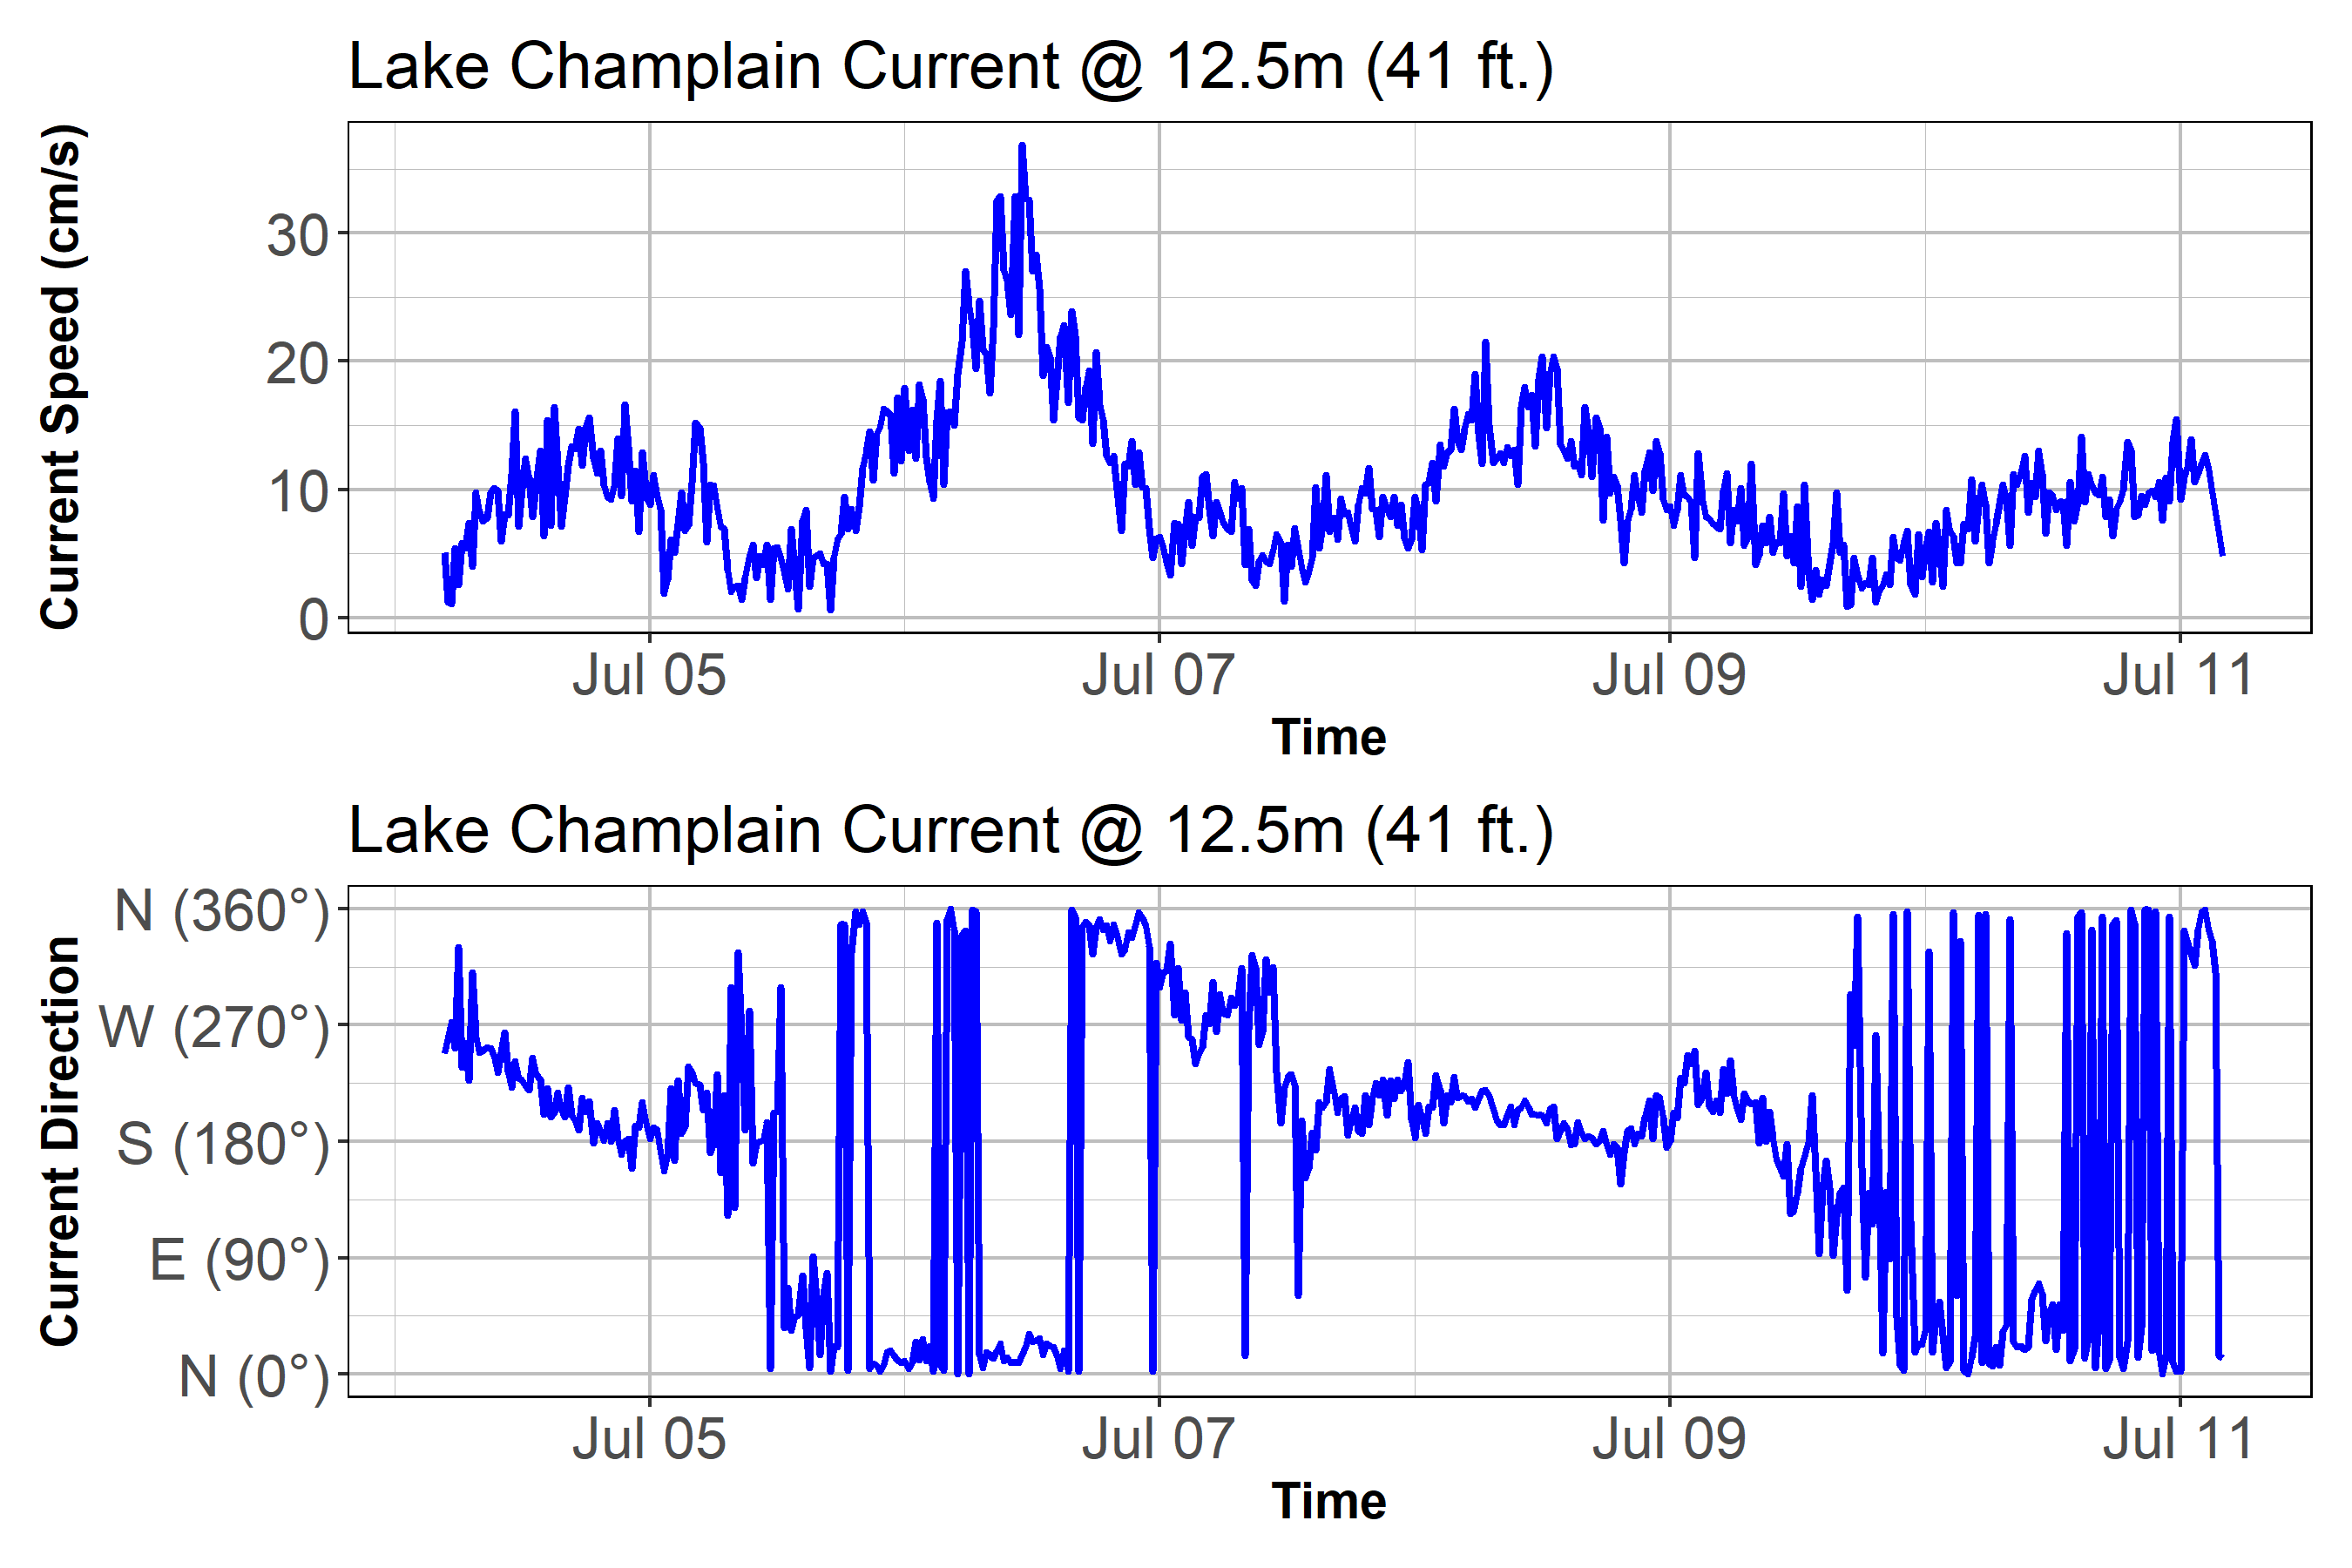 Lake Champlain Current @ 12.5m (41 ft.)
Current Speed (cm/s)
30
20
10
0
Jul 05 Jul 07 Jul 09 Jul 11
Time
Lake Champlain Current @ 12.5m (41 ft.)
Current Direction
N (360°)
W (270°)
S (180°)
E (90°)
N (0°)
Jul 05 Jul 07 Jul 09 Jul 11
Time